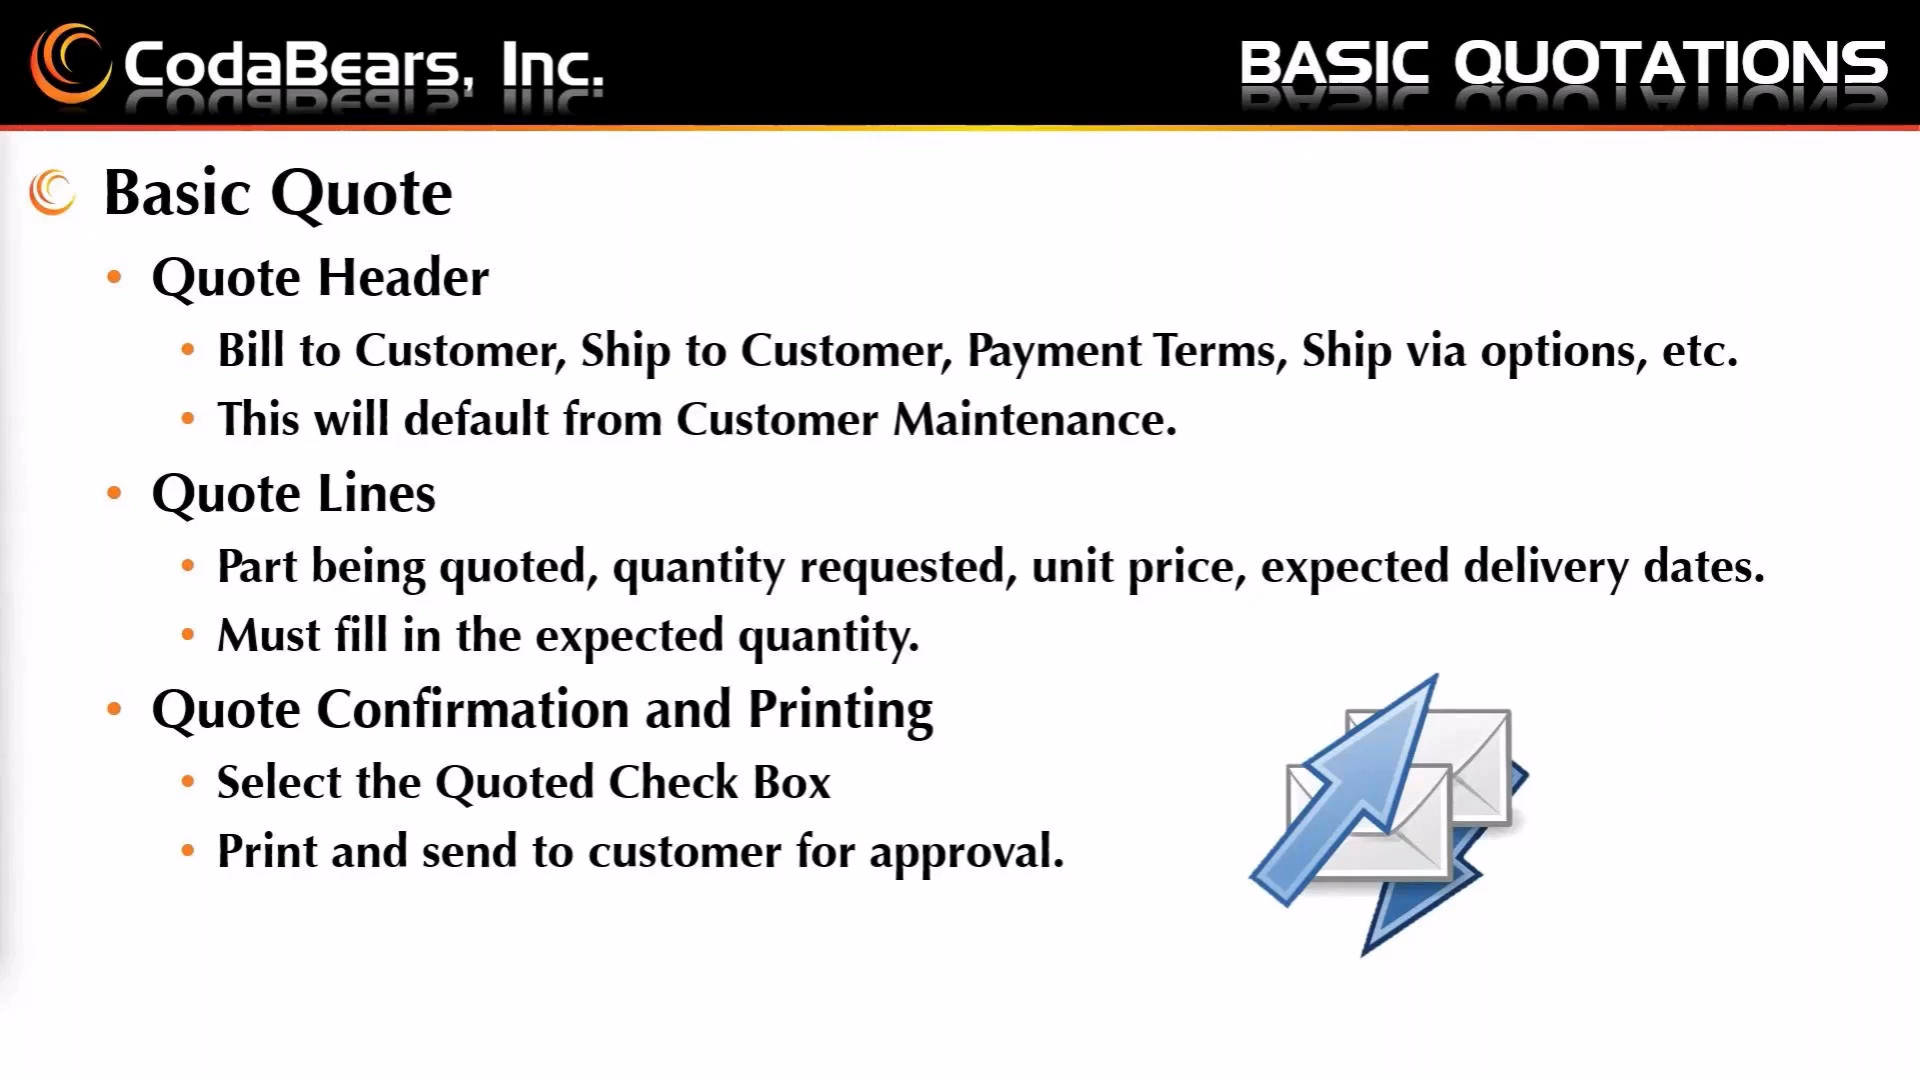 CodaBears, Inc.
BASIC QUOTATIONS
Basic Quote
• Quote Header
• Bill to Customer, Ship to Customer, Payment Terms, Ship via options, etc.
• This will default from Customer Maintenance.
• Quote Lines
• Part being quoted, quantity requested, unit price, expected delivery dates.
• Must fill in the expected quantity.
• Quote Confirmation and Printing
• Select the Quoted Check Box
• Print and send to customer for approval.